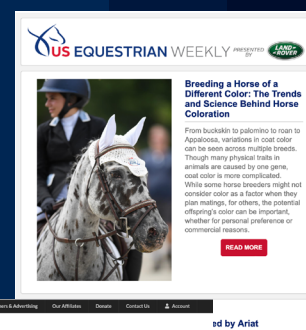 US EQUESTRIAN WEEKLY PRESENTED BY LAND-ROVER
Breeding a Horse of a
Different Color: The Trends
and Science Behind Horse
Coloration
From buckskin to palomino to roan to
Appaloosa, variations in coat color
can be seen across multiple breeds.
Though many physical traits in
animals are caused by one gene,
coat color is more complicated.
While some horse breeders might not
consider color as a factor when they
plan matings, for others, the potential
offspring's color can be important,
whether for personal preference or
commercial reasons.
READ MORE
ers & Advertising Our Affiliates Donate Contact Us Account
ed by Ariat